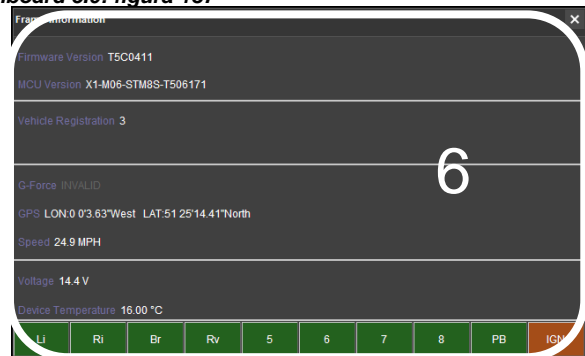 Frame Information ×
Firmware Version T5C0411
MCU Version X1-M06-STM8S-T506171
Vehicle Registration 3
6
G-Force INVALID
GPS LON:0 0'3.63"West LAT:51 25'14.41"North
Speed 24.9 MPH
Voltage 14.4 V
Device Temperature 16.00 °C
Li Ri Br Rv 5 6 7 8 PB IGN